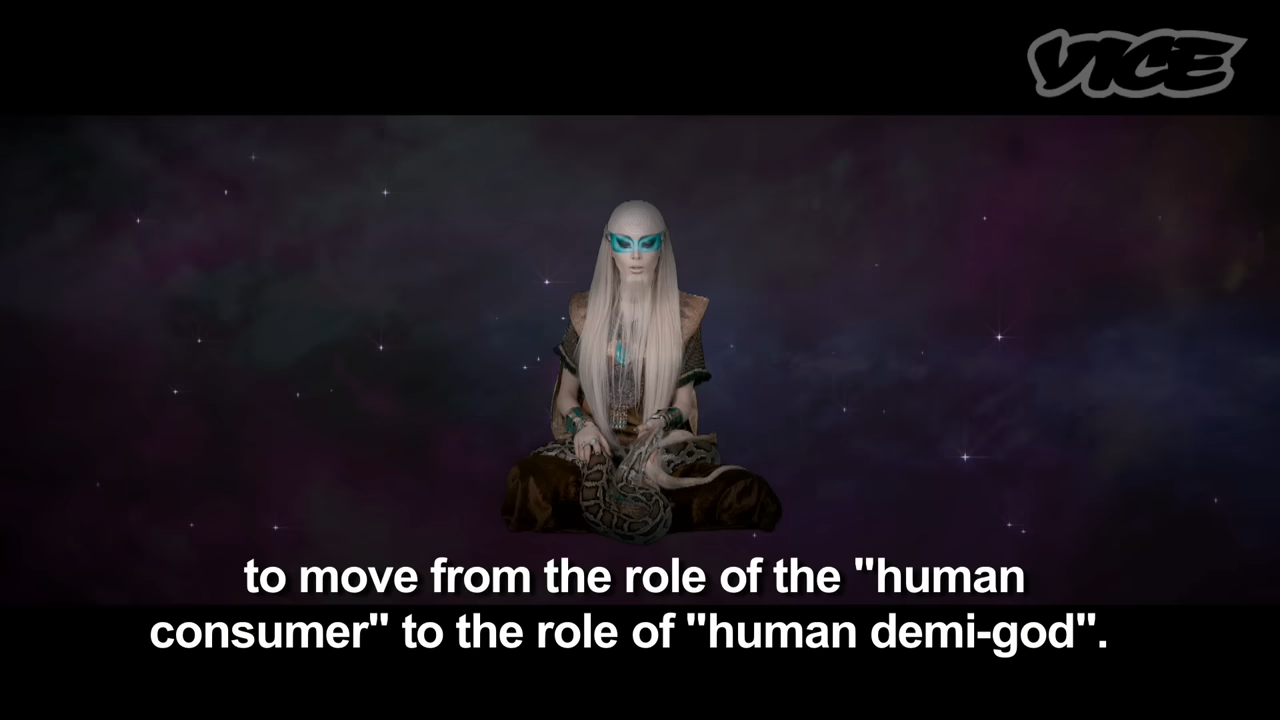 VICE
to move from the role of the "human
consumer" to the role of "human demi-god".